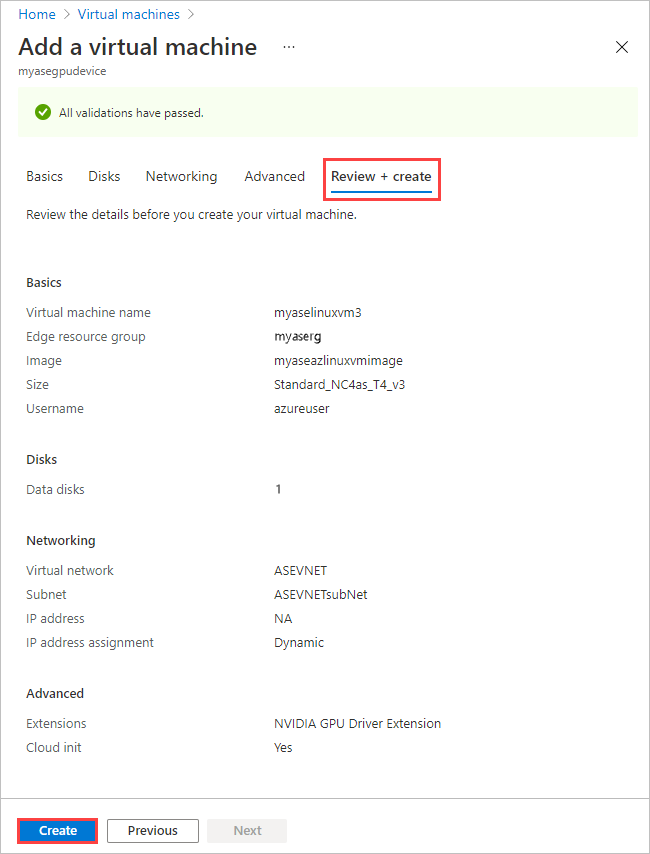 Home > Virtual machines >
Add a virtual machine ...
myasegpudevice
All validations have passed.
Basics Disks Networking Advanced Review + create
Review the details before you create your virtual machine.
Basics
Virtual machine name myaselinuxvm3
Edge resource group myaserg
Image myaseazlinuxvmimage
Size Standard_NC4as_T4_v3
Username azureuser
Disks
Data disks 1
Networking
Virtual network ASEVNET
Subnet ASEVNETsubNet
IP address NA
IP address assignment Dynamic
Advanced
Extensions NVIDIA GPU Driver Extension
Cloud init Yes
Create Previous Next